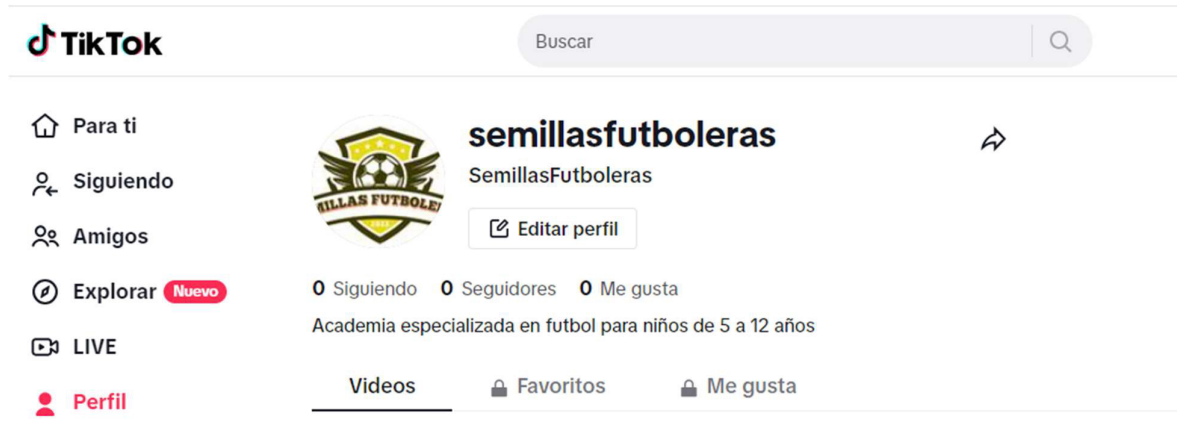 TikTok
Buscar
Para ti
Siguiendo
Amigos
Explorar Nuevo
LIVE
Perfil
semillasfutboleras
SemillasFutboleras
Editar perfil
0 Siguiendo 0 Seguidores 0 Me gusta
Academia especializada en futbol para niños de 5 a 12 años
Videos Favoritos Me gusta